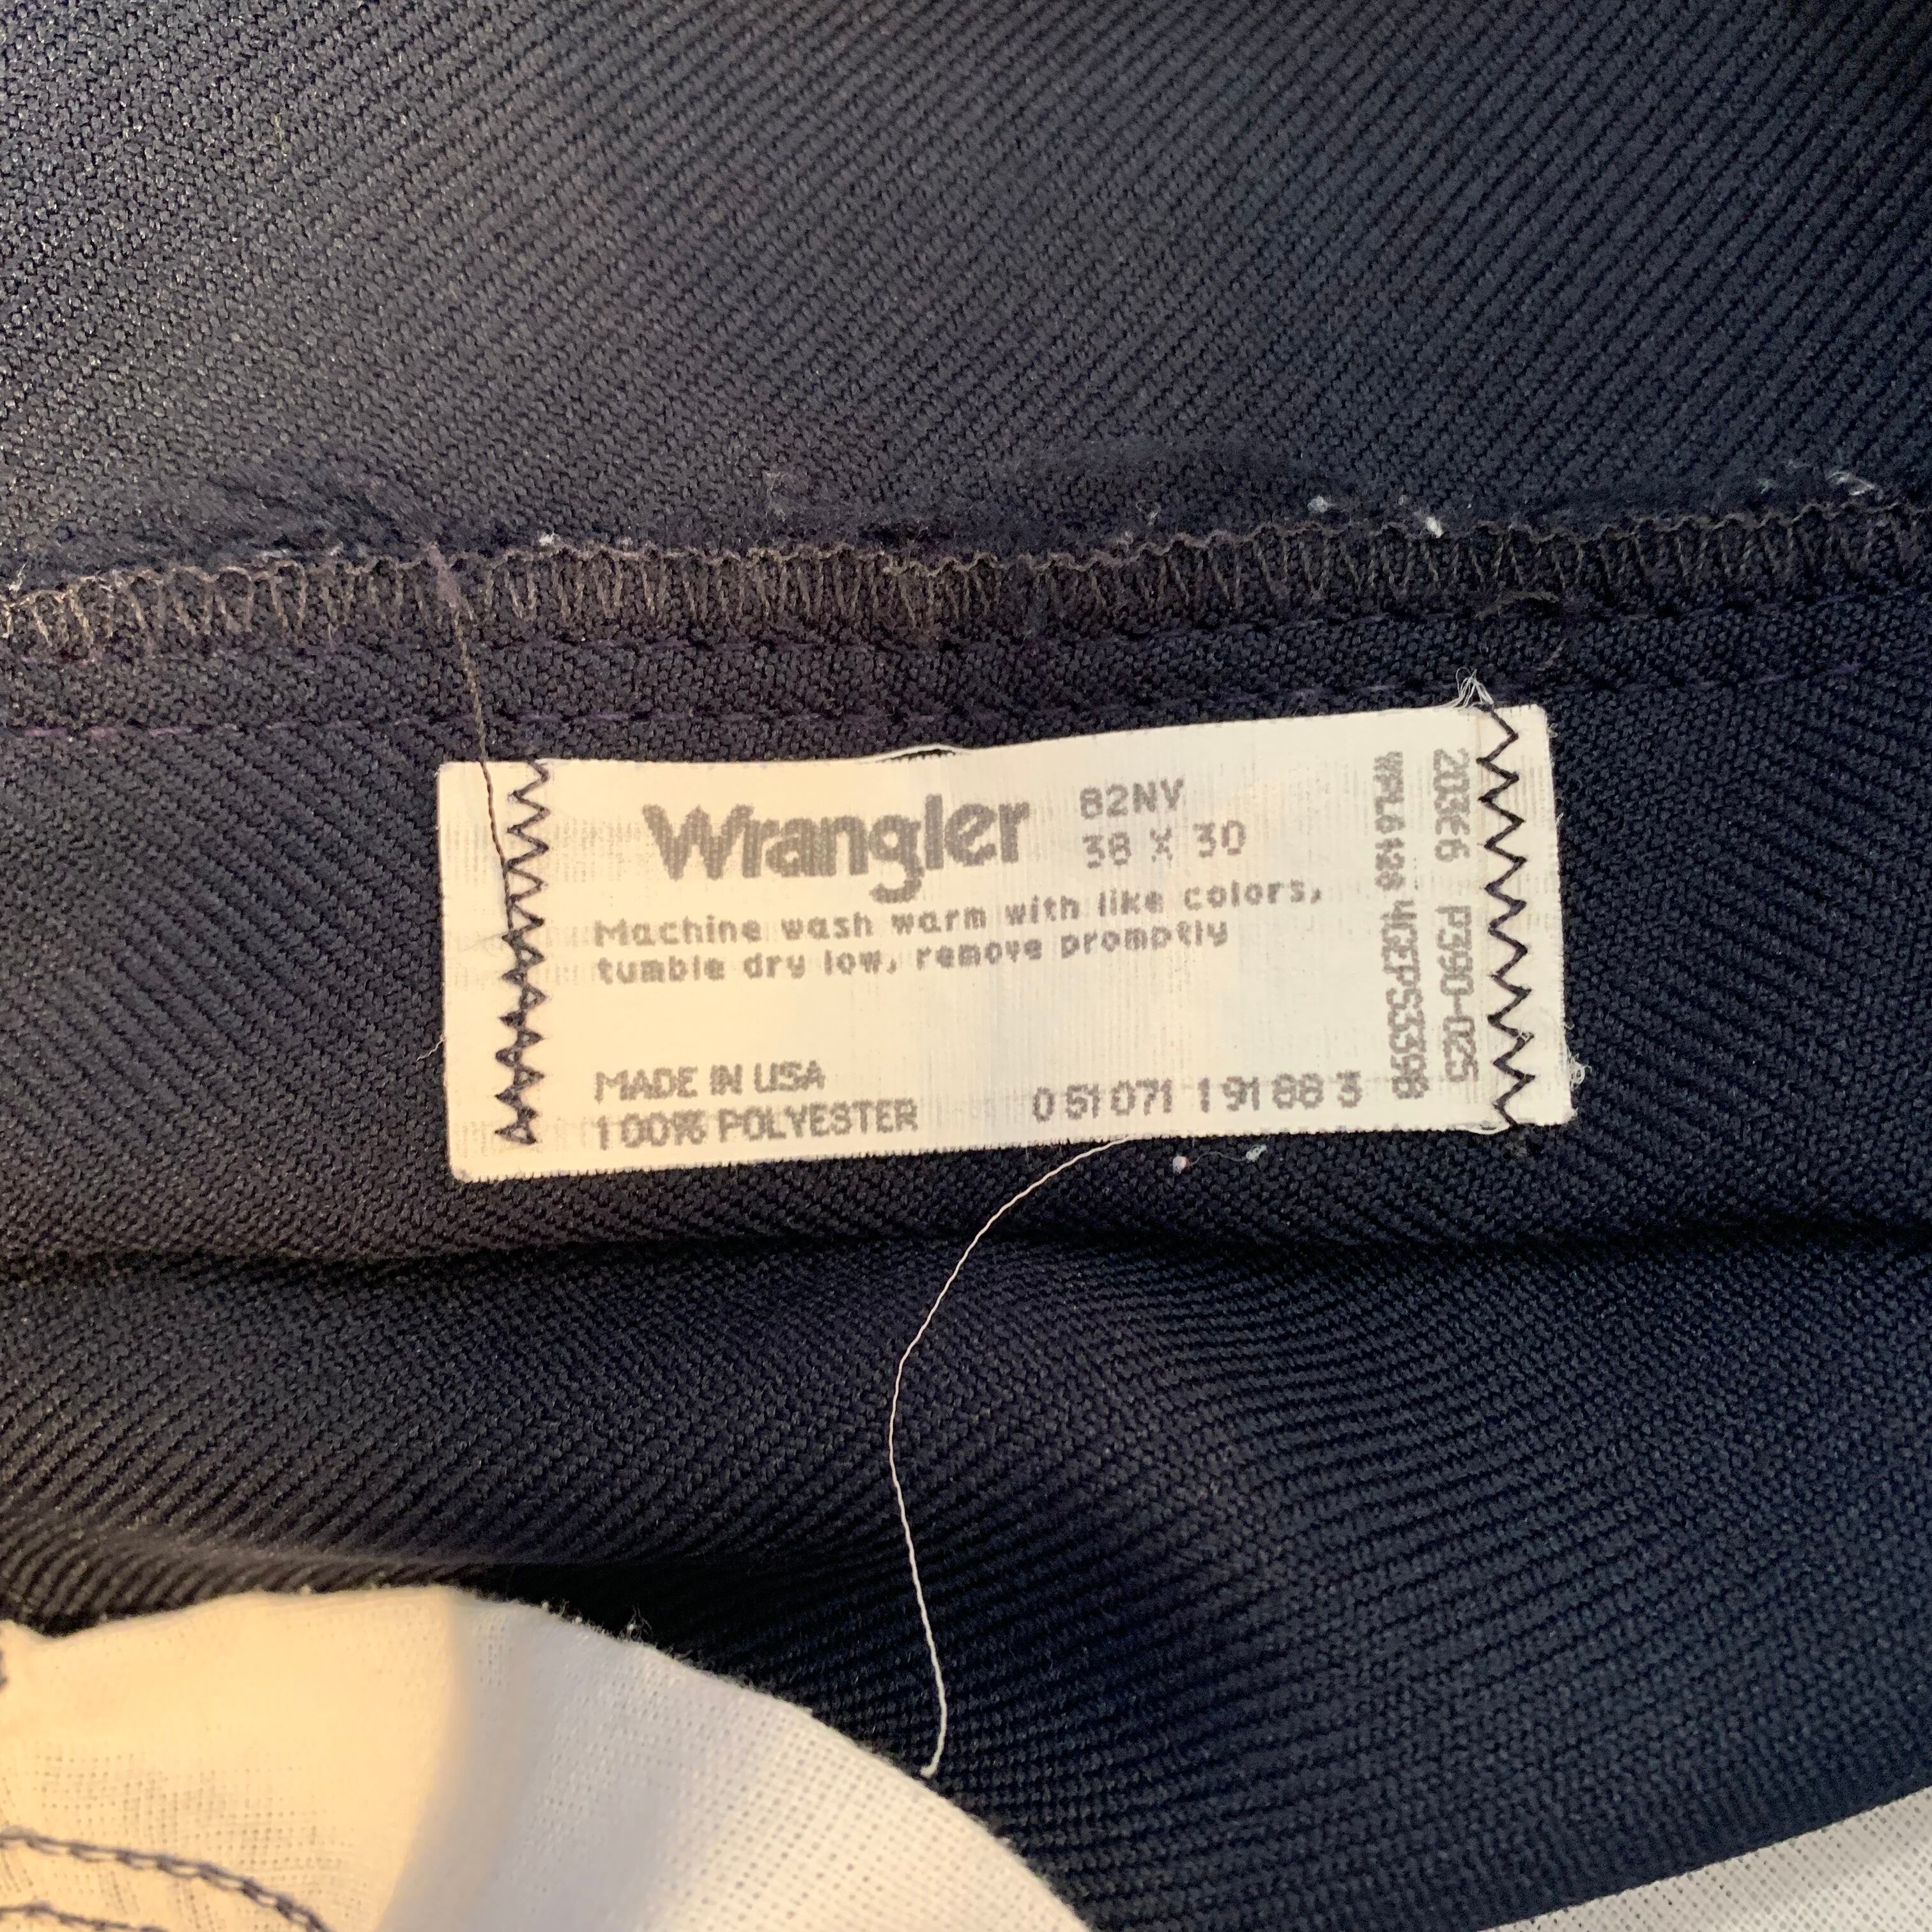 Wrangler
82NV
38 X 30
Machine wash warm with like colors,
tumble dry low, remove promptly
MADE IN USA
100% POLYESTER
0 51071 19188 3
P390-025